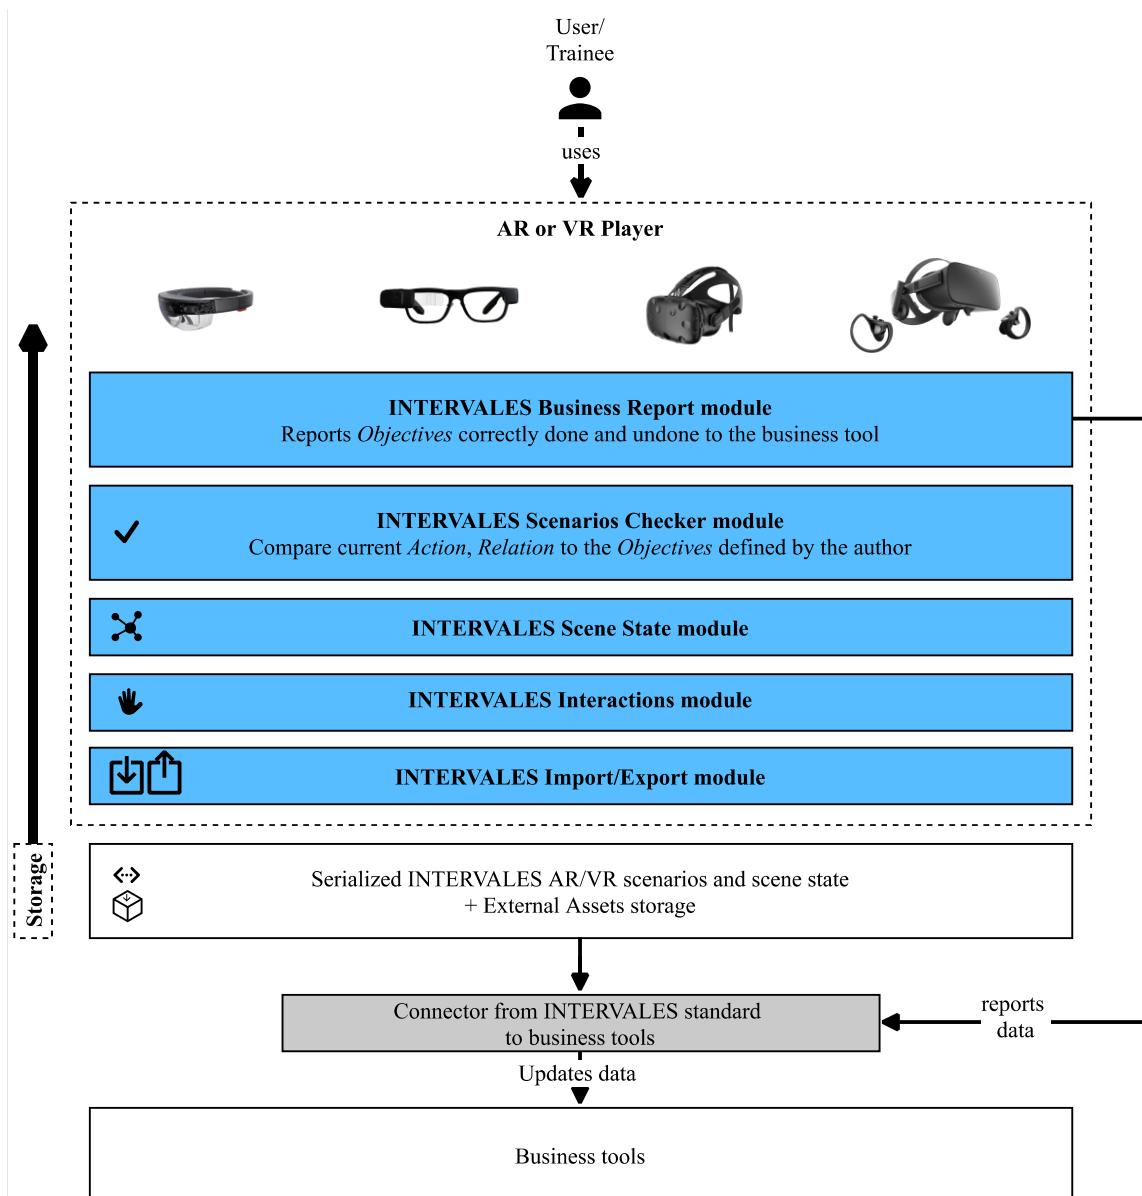 User/
Trainee
uses
AR or VR Player
INTERVALES Business Report module
Reports Objectives correctly done and undone to the business tool
INTERVALES Scenarios Checker module
Compare current Action, Relation to the Objectives defined by the author
INTERVALES Scene State module
INTERVALES Interactions module
INTERVALES Import/Export module
Storage
Serialized INTERVALES AR/VR scenarios and scene state
+ External Assets storage
Connector from INTERVALES standard
to business tools
reports
data
Updates data
Business tools